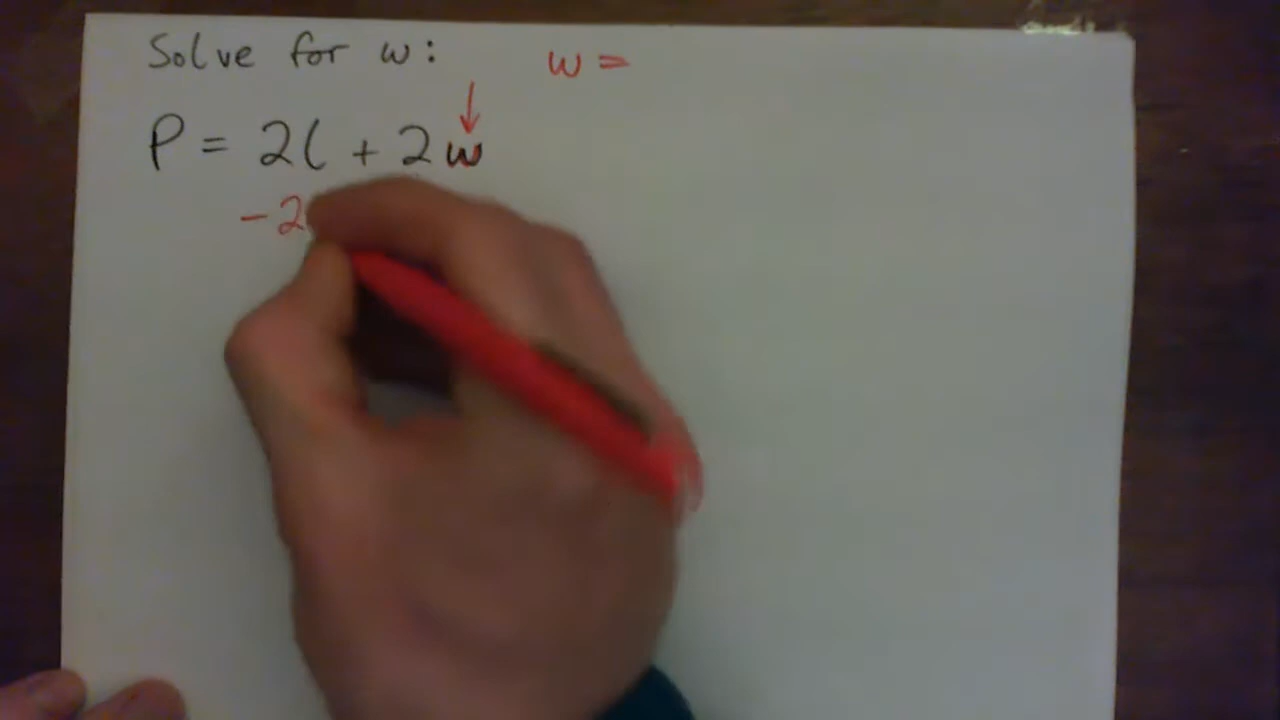 Solve for w: w =
P = 2l + 2w
-2